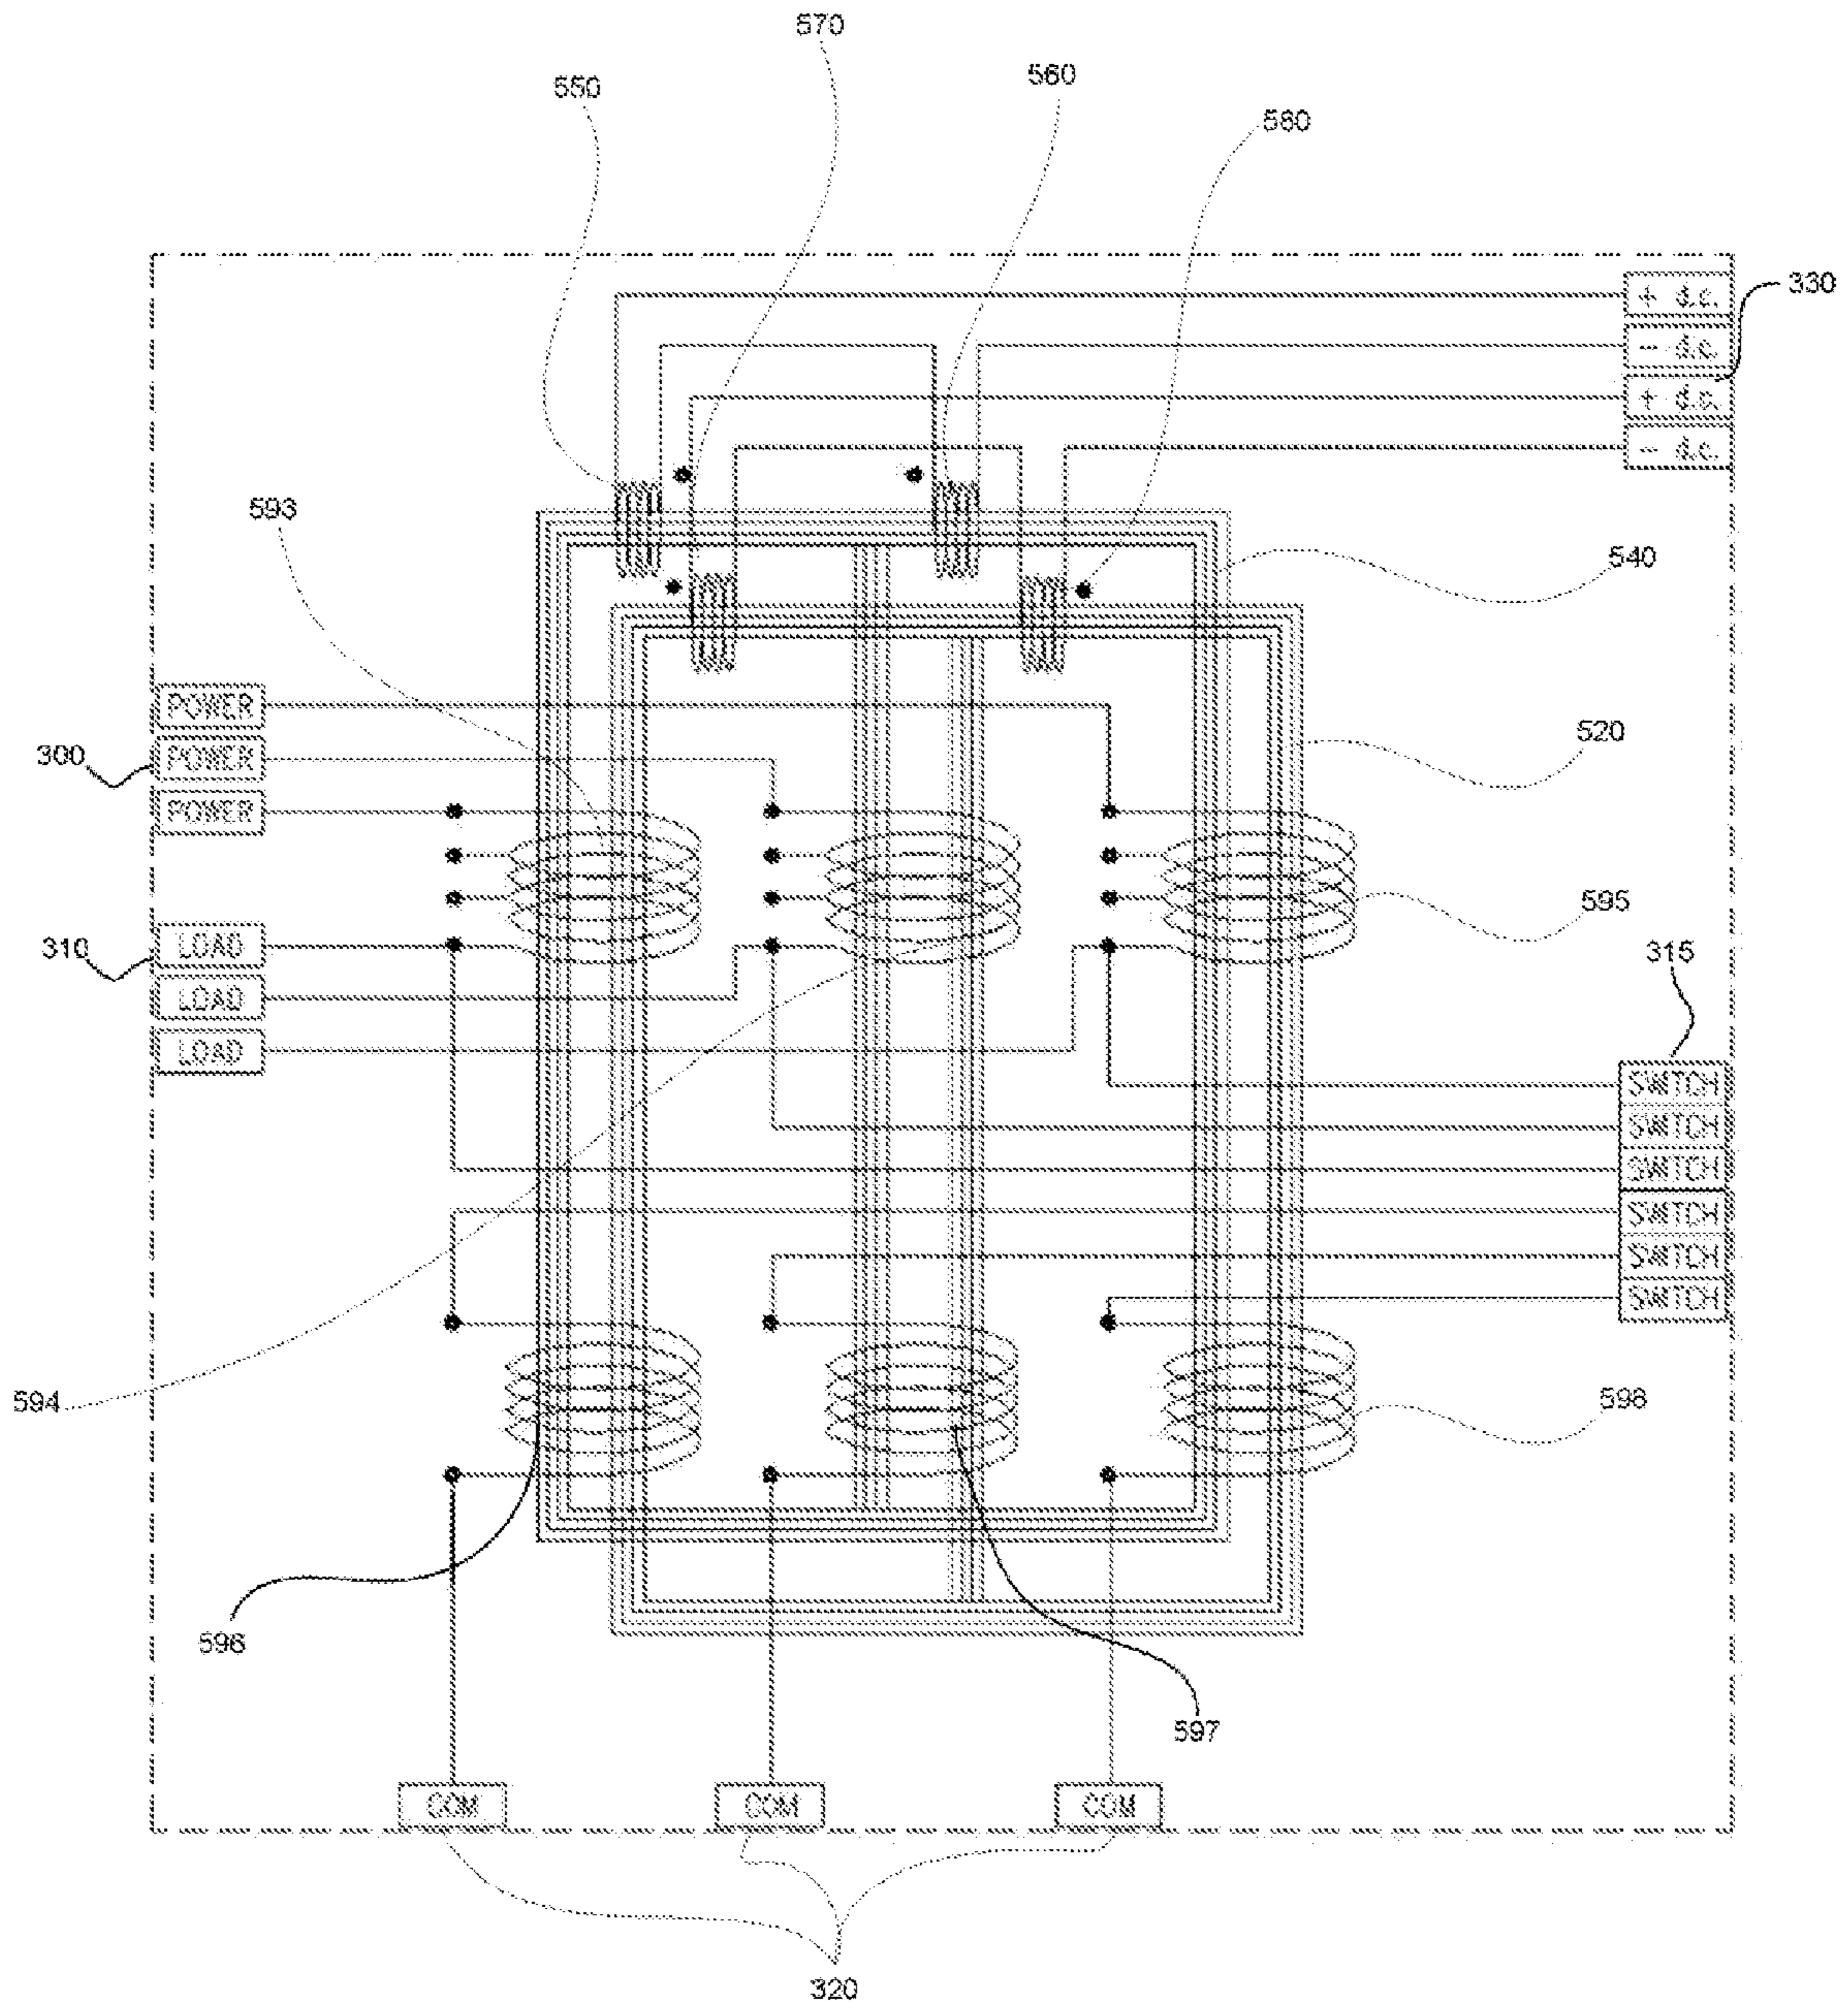 570
550
560
580
+ d.c.
330
- d.c.
+ d.c.
- d.c.
593
540
POWER
520
300
POWER
POWER
595
310
LOAD
315
LOAD
LOAD
SWITCH
SWITCH
SWITCH
SWITCH
SWITCH
SWITCH
594
598
596
597
COM
COM
COM
320